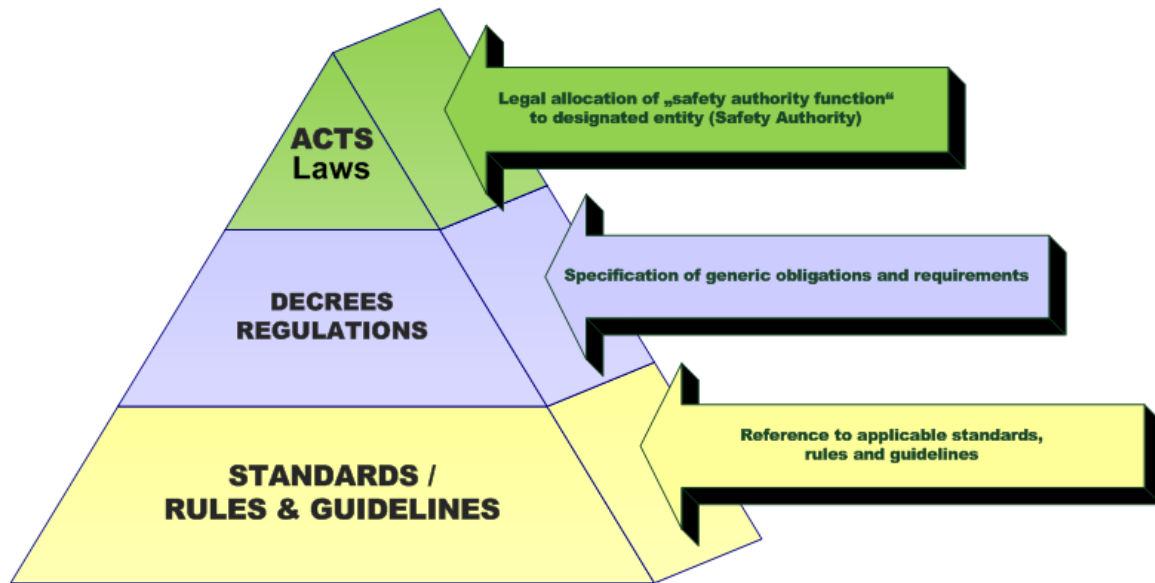 ACTS
Laws
Legal allocation of „safety authority function“
to designated entity (Safety Authority)
DECREES
REGULATIONS
Specification of generic obligations and requirements
STANDARDS /
RULES & GUIDELINES
Reference to applicable standards,
rules and guidelines